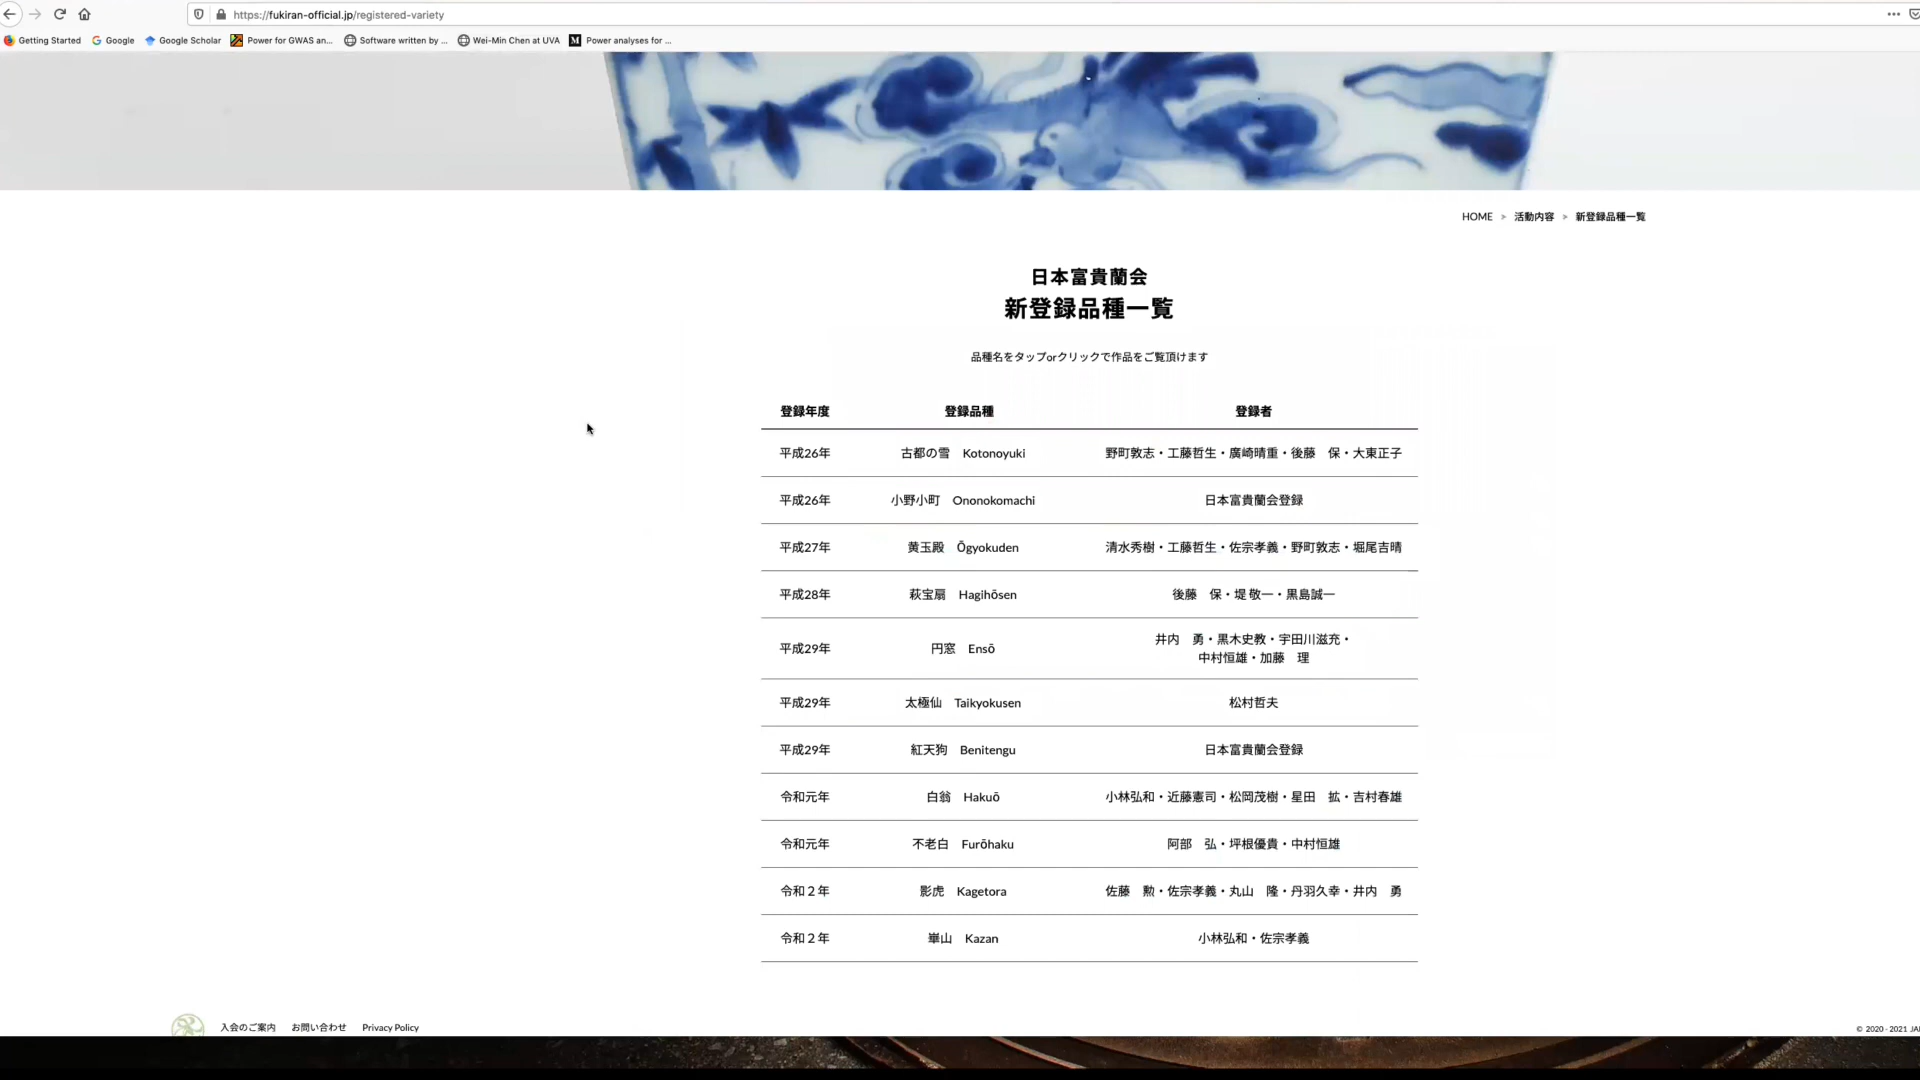 https://fukiran-official.jp/registered-variety
Getting Started Google Google Scholar Power for GWAS an... Software written by ... Wei-Min Chen at UVA Power analyses for ...
HOME > 活動内容 > 新登録品種一覧
日本富貴蘭会
新登録品種一覧
品種名をタップorクリックで作品をご覧頂けます
登録年度 登録品種 登録者
平成26年 古都の雪 Kotonoyuki 野町敦志・工藤哲生・廣崎晴重・後藤 保・大東正子
平成26年 小野小町 Ononokomachi 日本富貴蘭会登録
平成27年 黄玉殿 Ōgyokuden 清水秀樹・工藤哲生・佐宗孝義・野町敦志・堀尾吉晴
平成28年 萩宝扇 Hagihōsen 後藤 保・堤 敬一・黒島誠一
平成29年 円窓 Ensō 井内 勇・黒木史教・宇田川滋充・
中村恒雄・加藤 理
平成29年 太極仙 Taikyokusen 松村哲夫
平成29年 紅天狗 Benitengu 日本富貴蘭会登録
令和元年 白翁 Hakuō 小林弘和・近藤憲司・松岡茂樹・星田 拡・吉村春雄
令和元年 不老白 Furōhaku 阿部 弘・坪根優貴・中村恒雄
令和２年 影虎 Kagetora 佐藤 勲・佐宗孝義・丸山 隆・丹羽久幸・井内 勇
令和２年 崋山 Kazan 小林弘和・佐宗孝義
入会のご案内 お問い合わせ Privacy Policy
© 2020 - 2021 JA